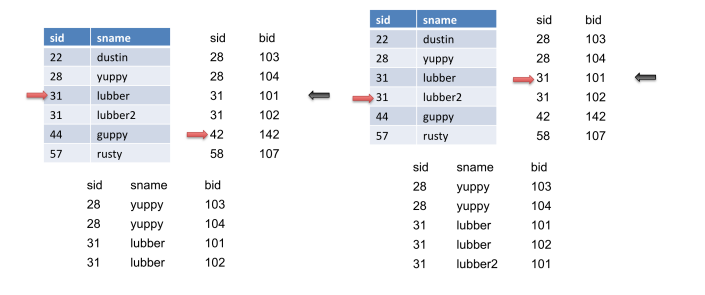 sid sname
22 dustin
28 yuppy
31 lubber
31 lubber2
44 guppy
57 rusty
sid bid
28 103
28 104
31 101
31 102
42 142
58 107
sid sname bid
28 yuppy 103
28 yuppy 104
31 lubber 101
31 lubber 102
sid sname
22 dustin
28 yuppy
31 lubber
31 lubber2
44 guppy
57 rusty
sid bid
28 103
28 104
31 101
31 102
42 142
58 107
sid sname bid
28 yuppy 103
28 yuppy 104
31 lubber 101
31 lubber 102
31 lubber2 101